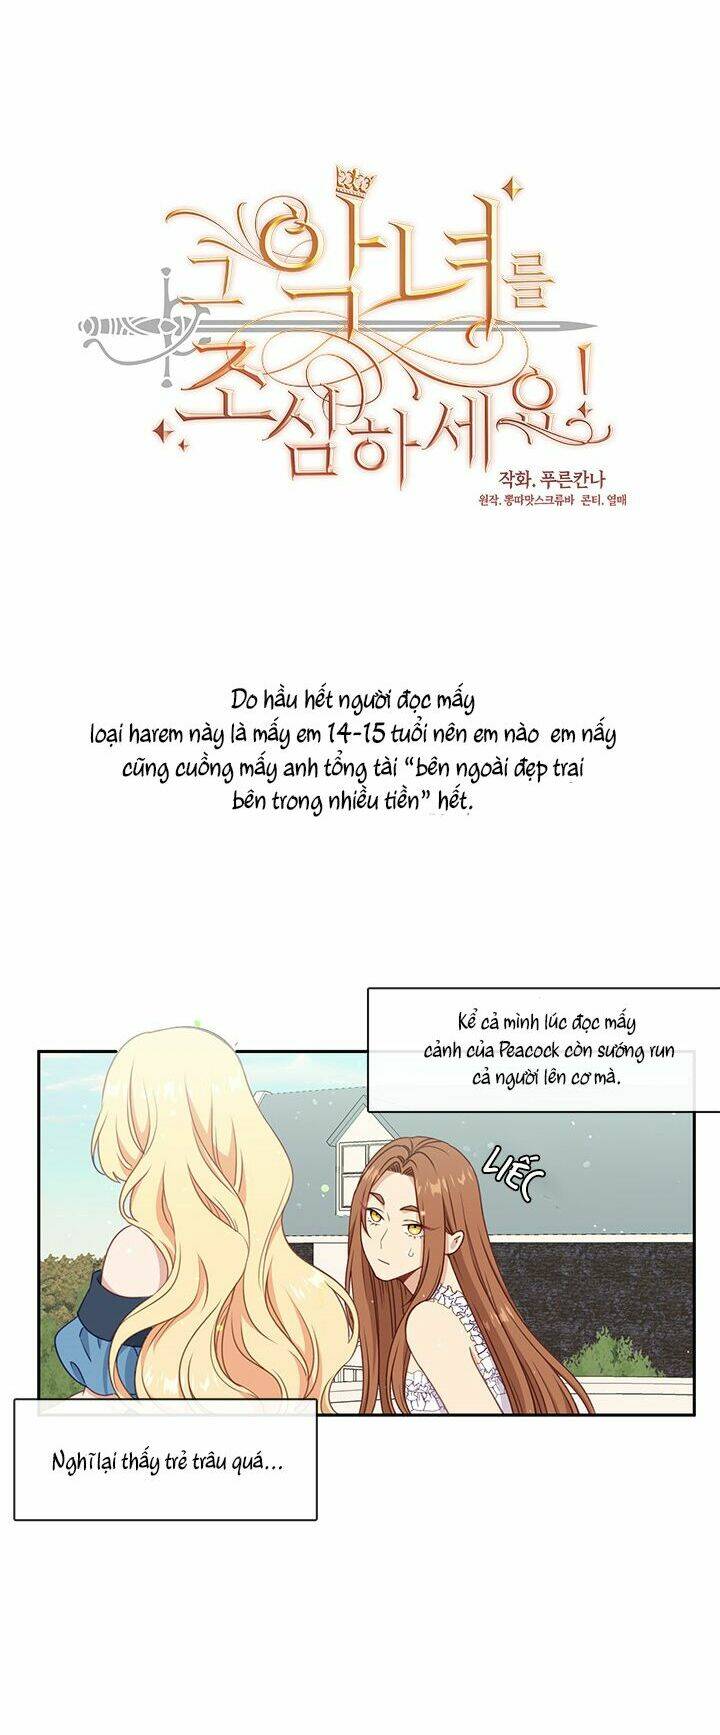 그 악녀를
조심하세요!
작화. 푸른칸나
원작. 뽕따맛스크류바 콘티. 열매
Do hầu hết người đọc mấy
loại harem này là mấy em 14-15 tuổi nên em nào em nấy
cũng cuồng mấy anh tổng tài “bên ngoài đẹp trai
bên trong nhiều tiền” hết.
Kể cả mình lúc đọc mấy
cảnh của Peacock còn sướng run
cả người lên cơ mà.
LIẾC
Nghĩ lại thấy trẻ trâu quá...